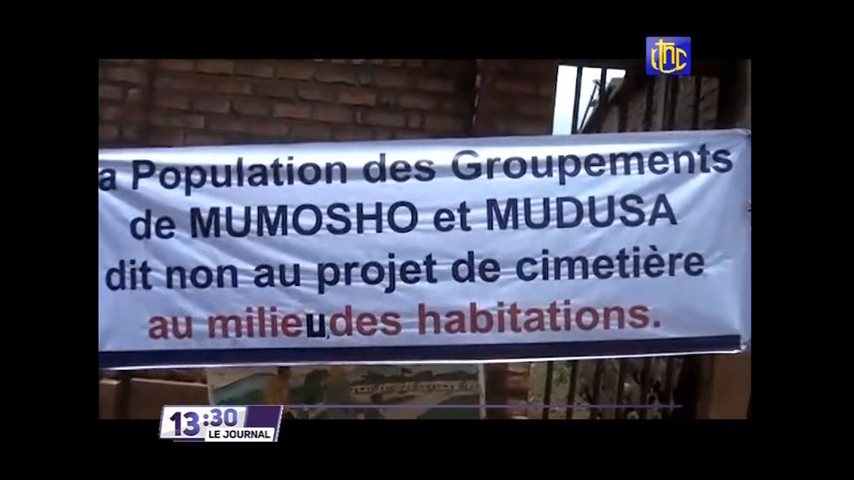 rtnc
a Population des Groupements
de MUMOSHO et MUDUSA
dit non au projet de cimetière
au milieu des habitations.
13:30
LE JOURNAL